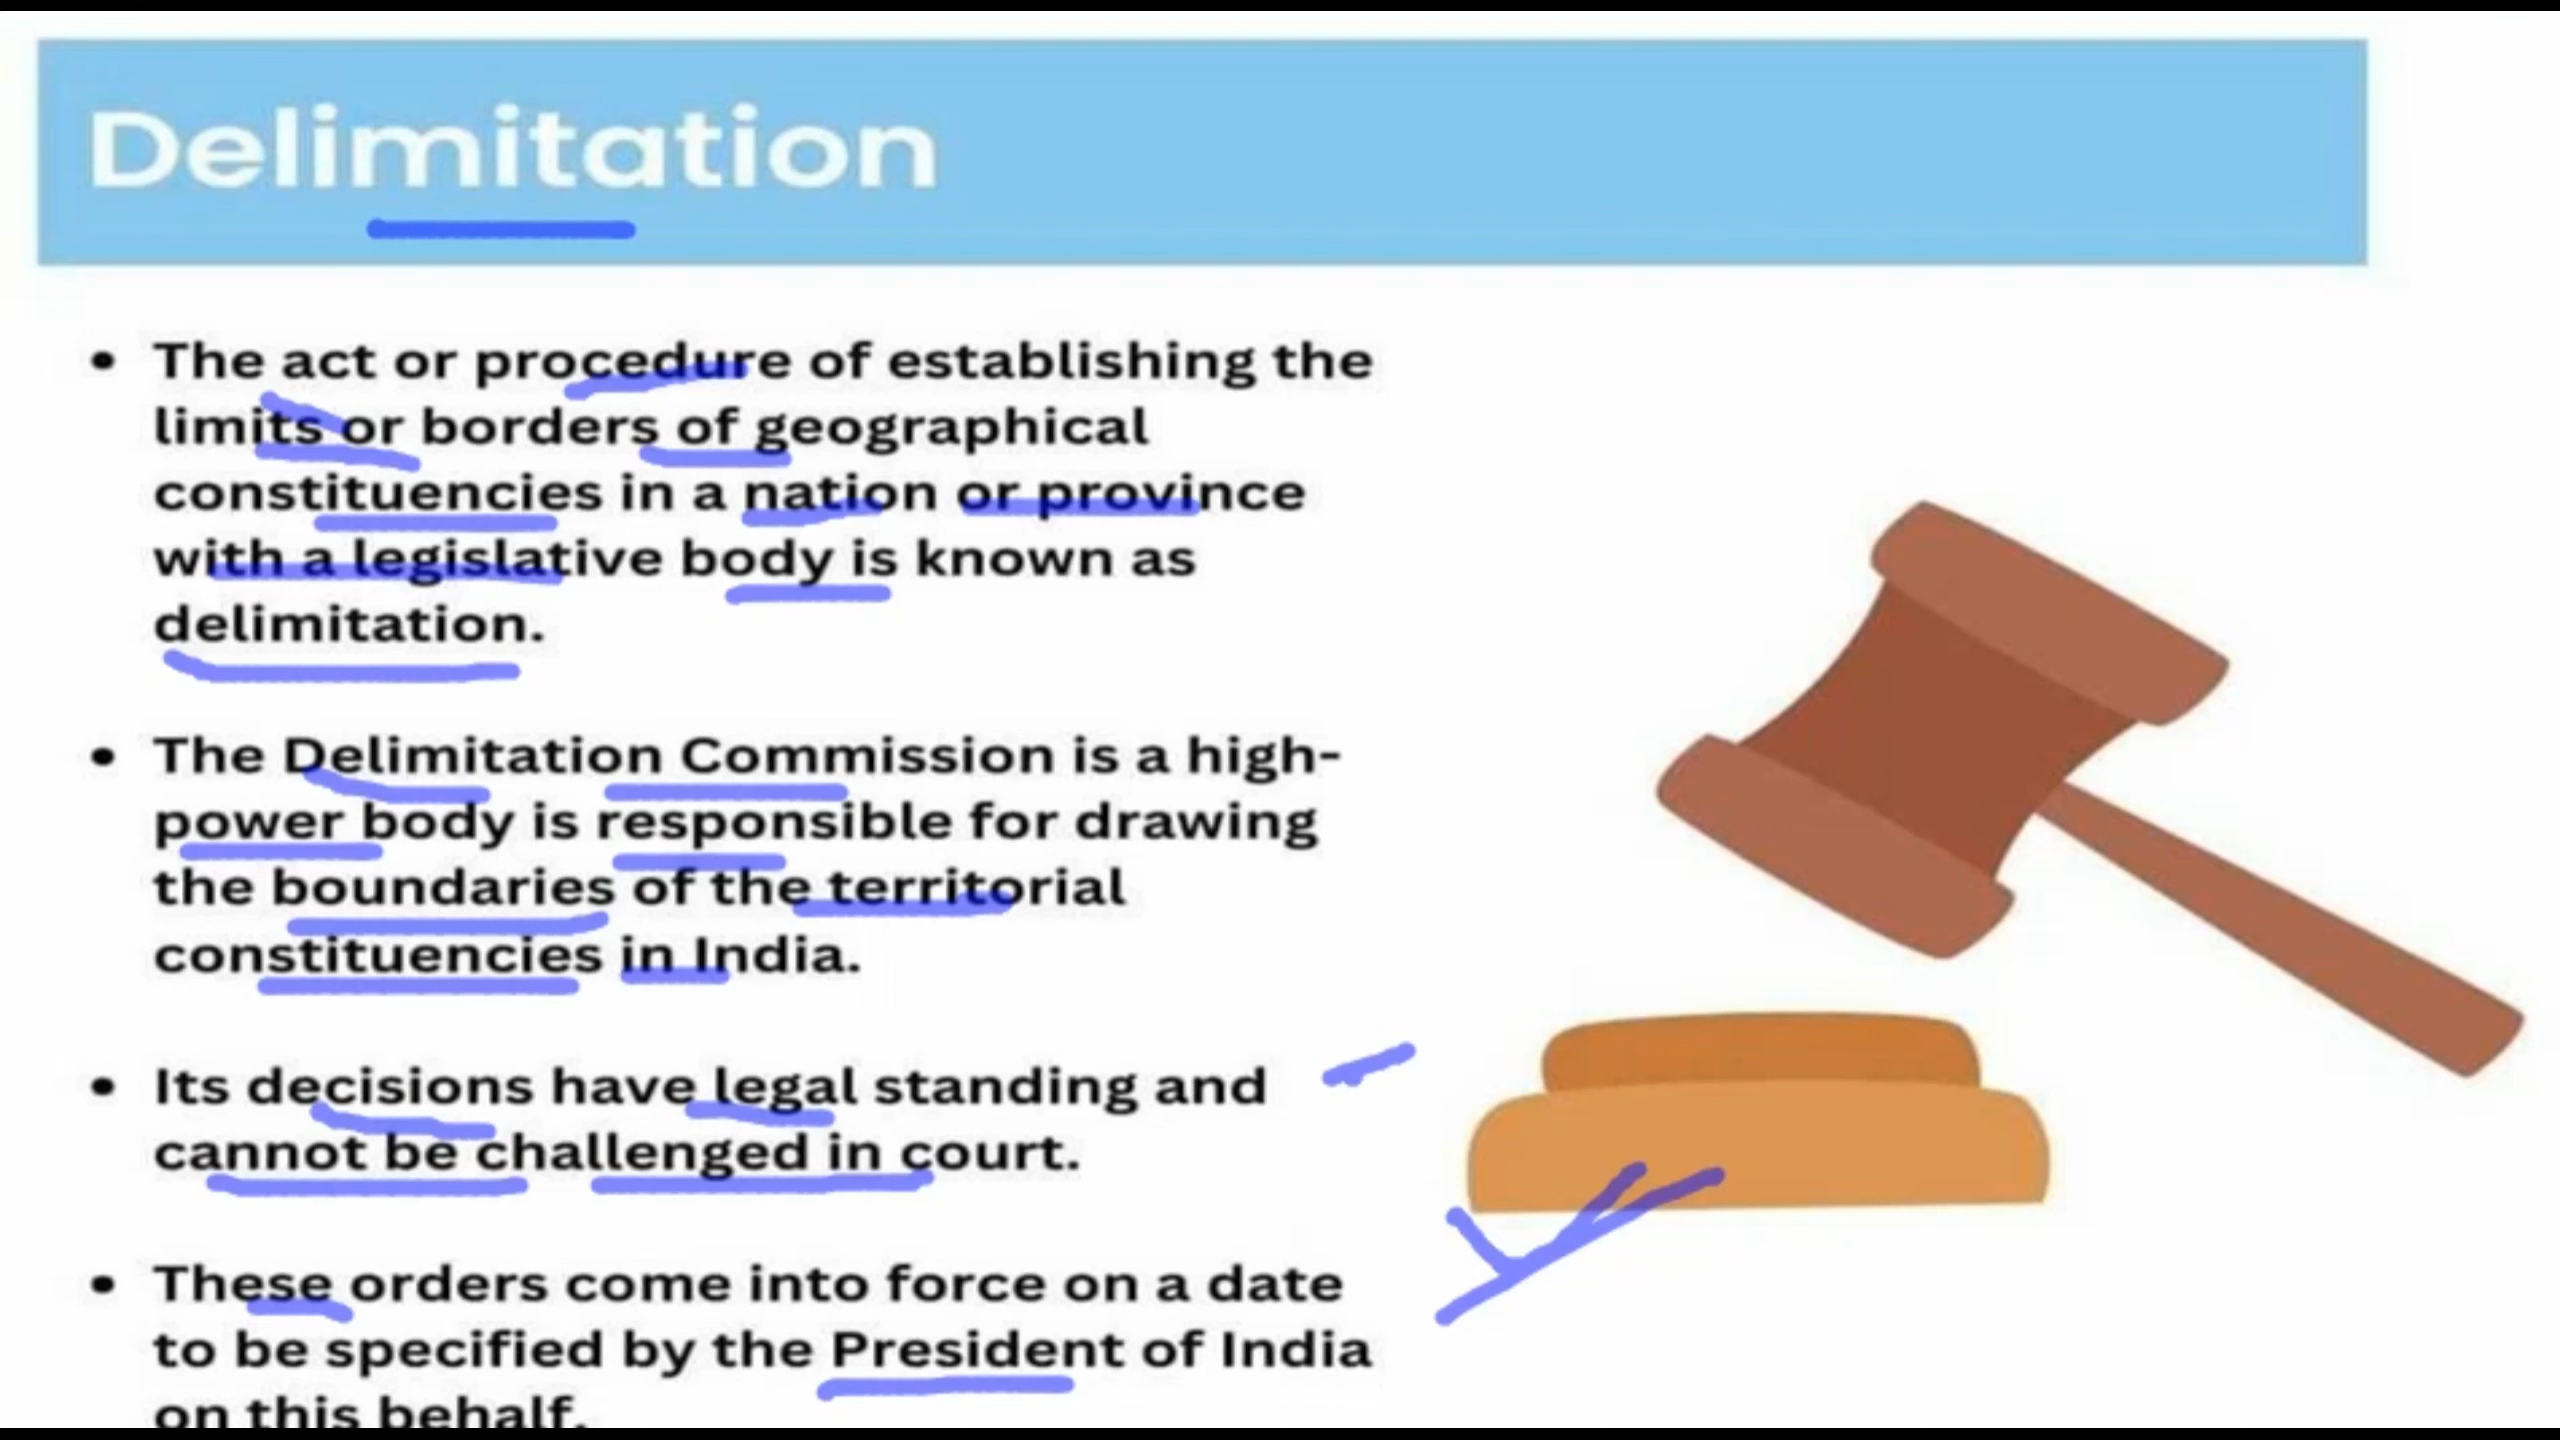 Delimitation
• The act or procedure of establishing the
limits or borders of geographical
constituencies in a nation or province
with a legislative body is known as
delimitation.
• The Delimitation Commission is a high-
power body is responsible for drawing
the boundaries of the territorial
constituencies in India.
• Its decisions have legal standing and
cannot be challenged in court.
• These orders come into force on a date
to be specified by the President of India
on this behalf.